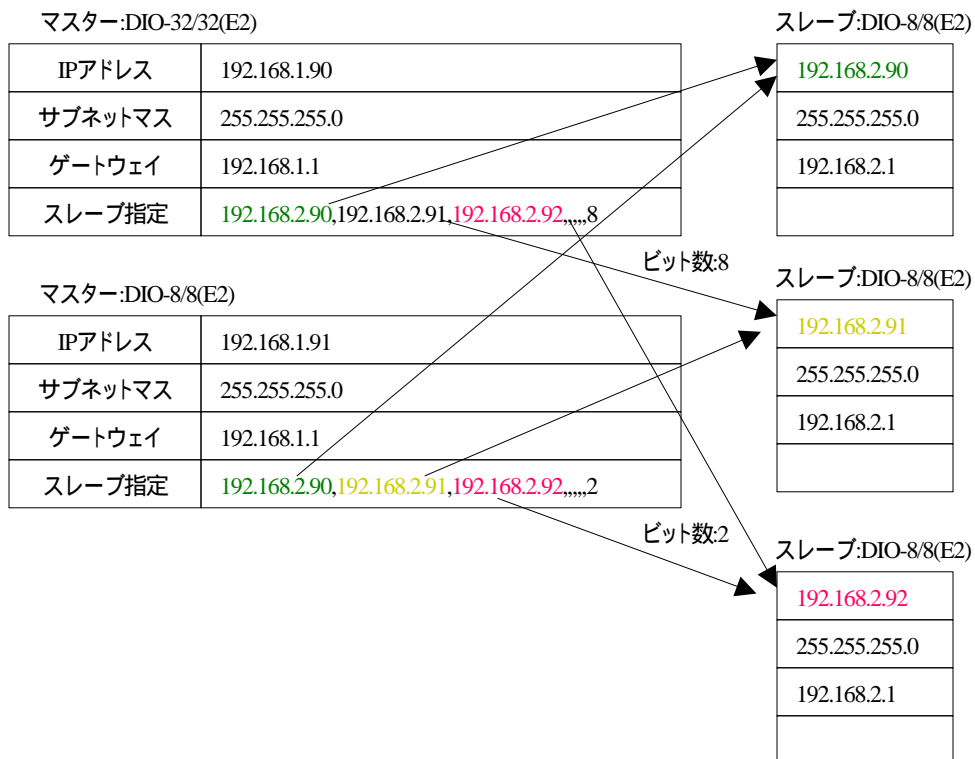 マスター:DIO-32/32(E2)
IPアドレス 192.168.1.90
サブネットマス 255.255.255.0
ゲートウェイ 192.168.1.1
スレーブ指定 192.168.2.90,192.168.2.91,192.168.2.92,,,,,,8
スレーブ:DIO-8/8(E2)
192.168.2.90
255.255.255.0
192.168.2.1
ビット数:8
マスター:DIO-8/8(E2)
IPアドレス 192.168.1.91
サブネットマス 255.255.255.0
ゲートウェイ 192.168.1.1
スレーブ指定 192.168.2.90,192.168.2.91,192.168.2.92,,,,,,2
スレーブ:DIO-8/8(E2)
192.168.2.91
255.255.255.0
192.168.2.1
ビット数:2
スレーブ:DIO-8/8(E2)
192.168.2.92
255.255.255.0
192.168.2.1